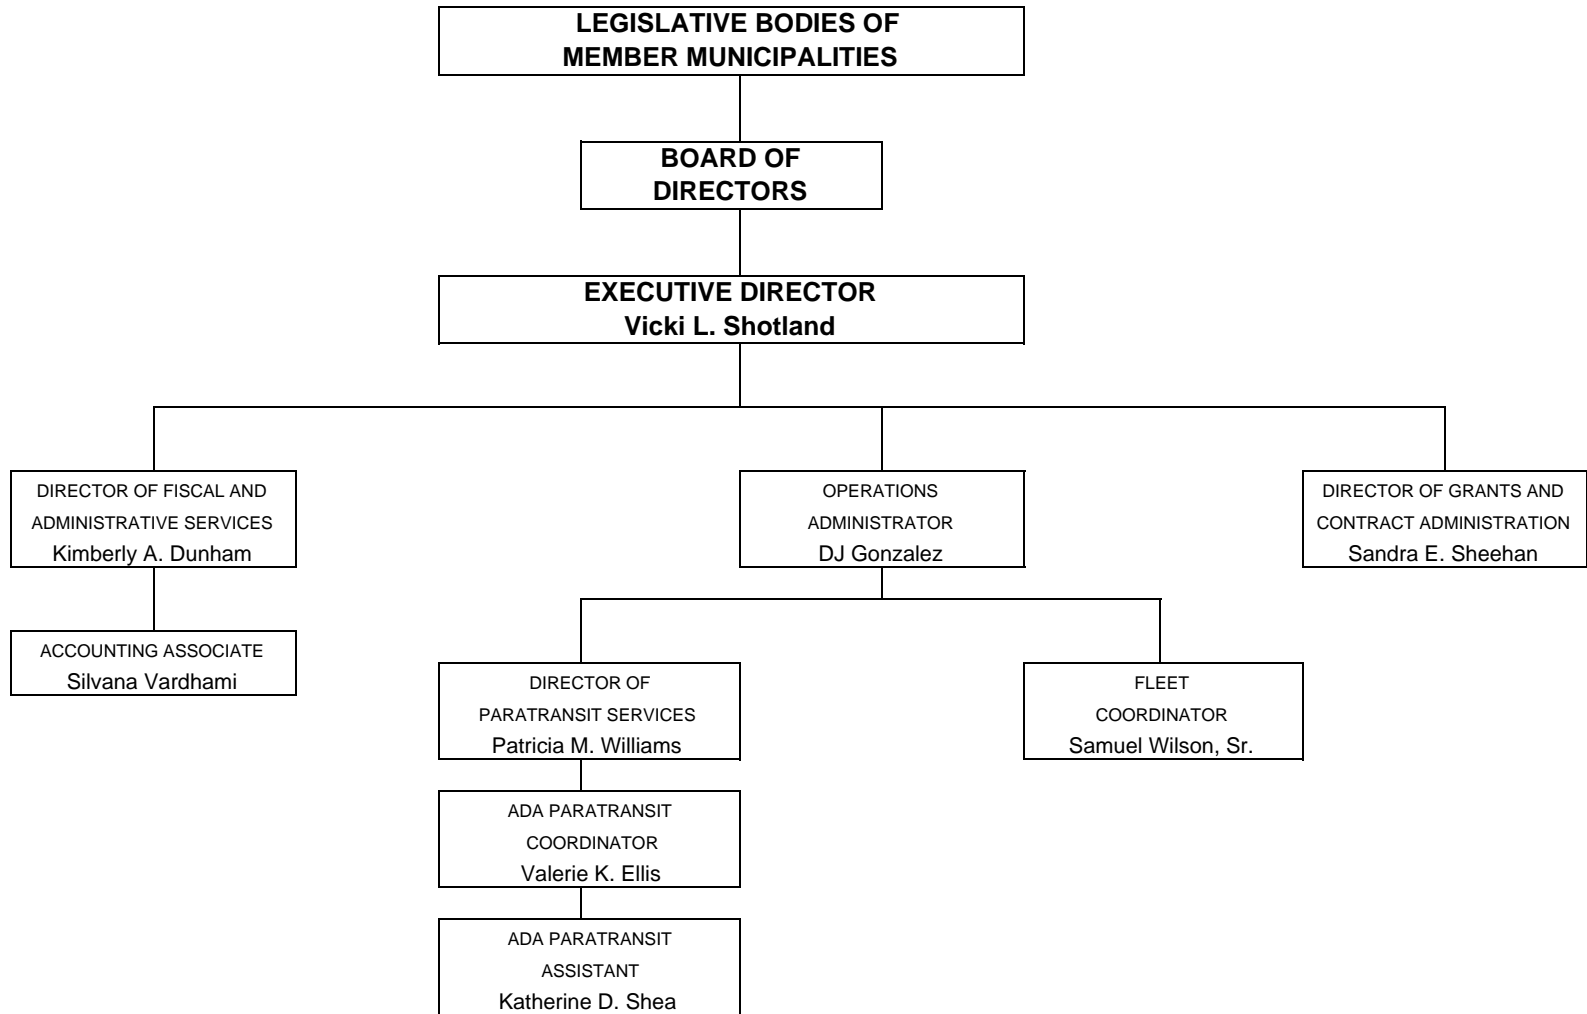 LEGISLATIVE BODIES OF
MEMBER MUNICIPALITIES
BOARD OF
DIRECTORS
EXECUTIVE DIRECTOR
Vicki L. Shotland
DIRECTOR OF FISCAL AND
ADMINISTRATIVE SERVICES
Kimberly A. Dunham
OPERATIONS
ADMINISTRATOR
DJ Gonzalez
DIRECTOR OF GRANTS AND
CONTRACT ADMINISTRATION
Sandra E. Sheehan
ACCOUNTING ASSOCIATE
Silvana Vardhami
DIRECTOR OF
PARATRANSIT SERVICES
Patricia M. Williams
FLEET
COORDINATOR
Samuel Wilson, Sr.
ADA PARATRANSIT
COORDINATOR
Valerie K. Ellis
ADA PARATRANSIT
ASSISTANT
Katherine D. Shea